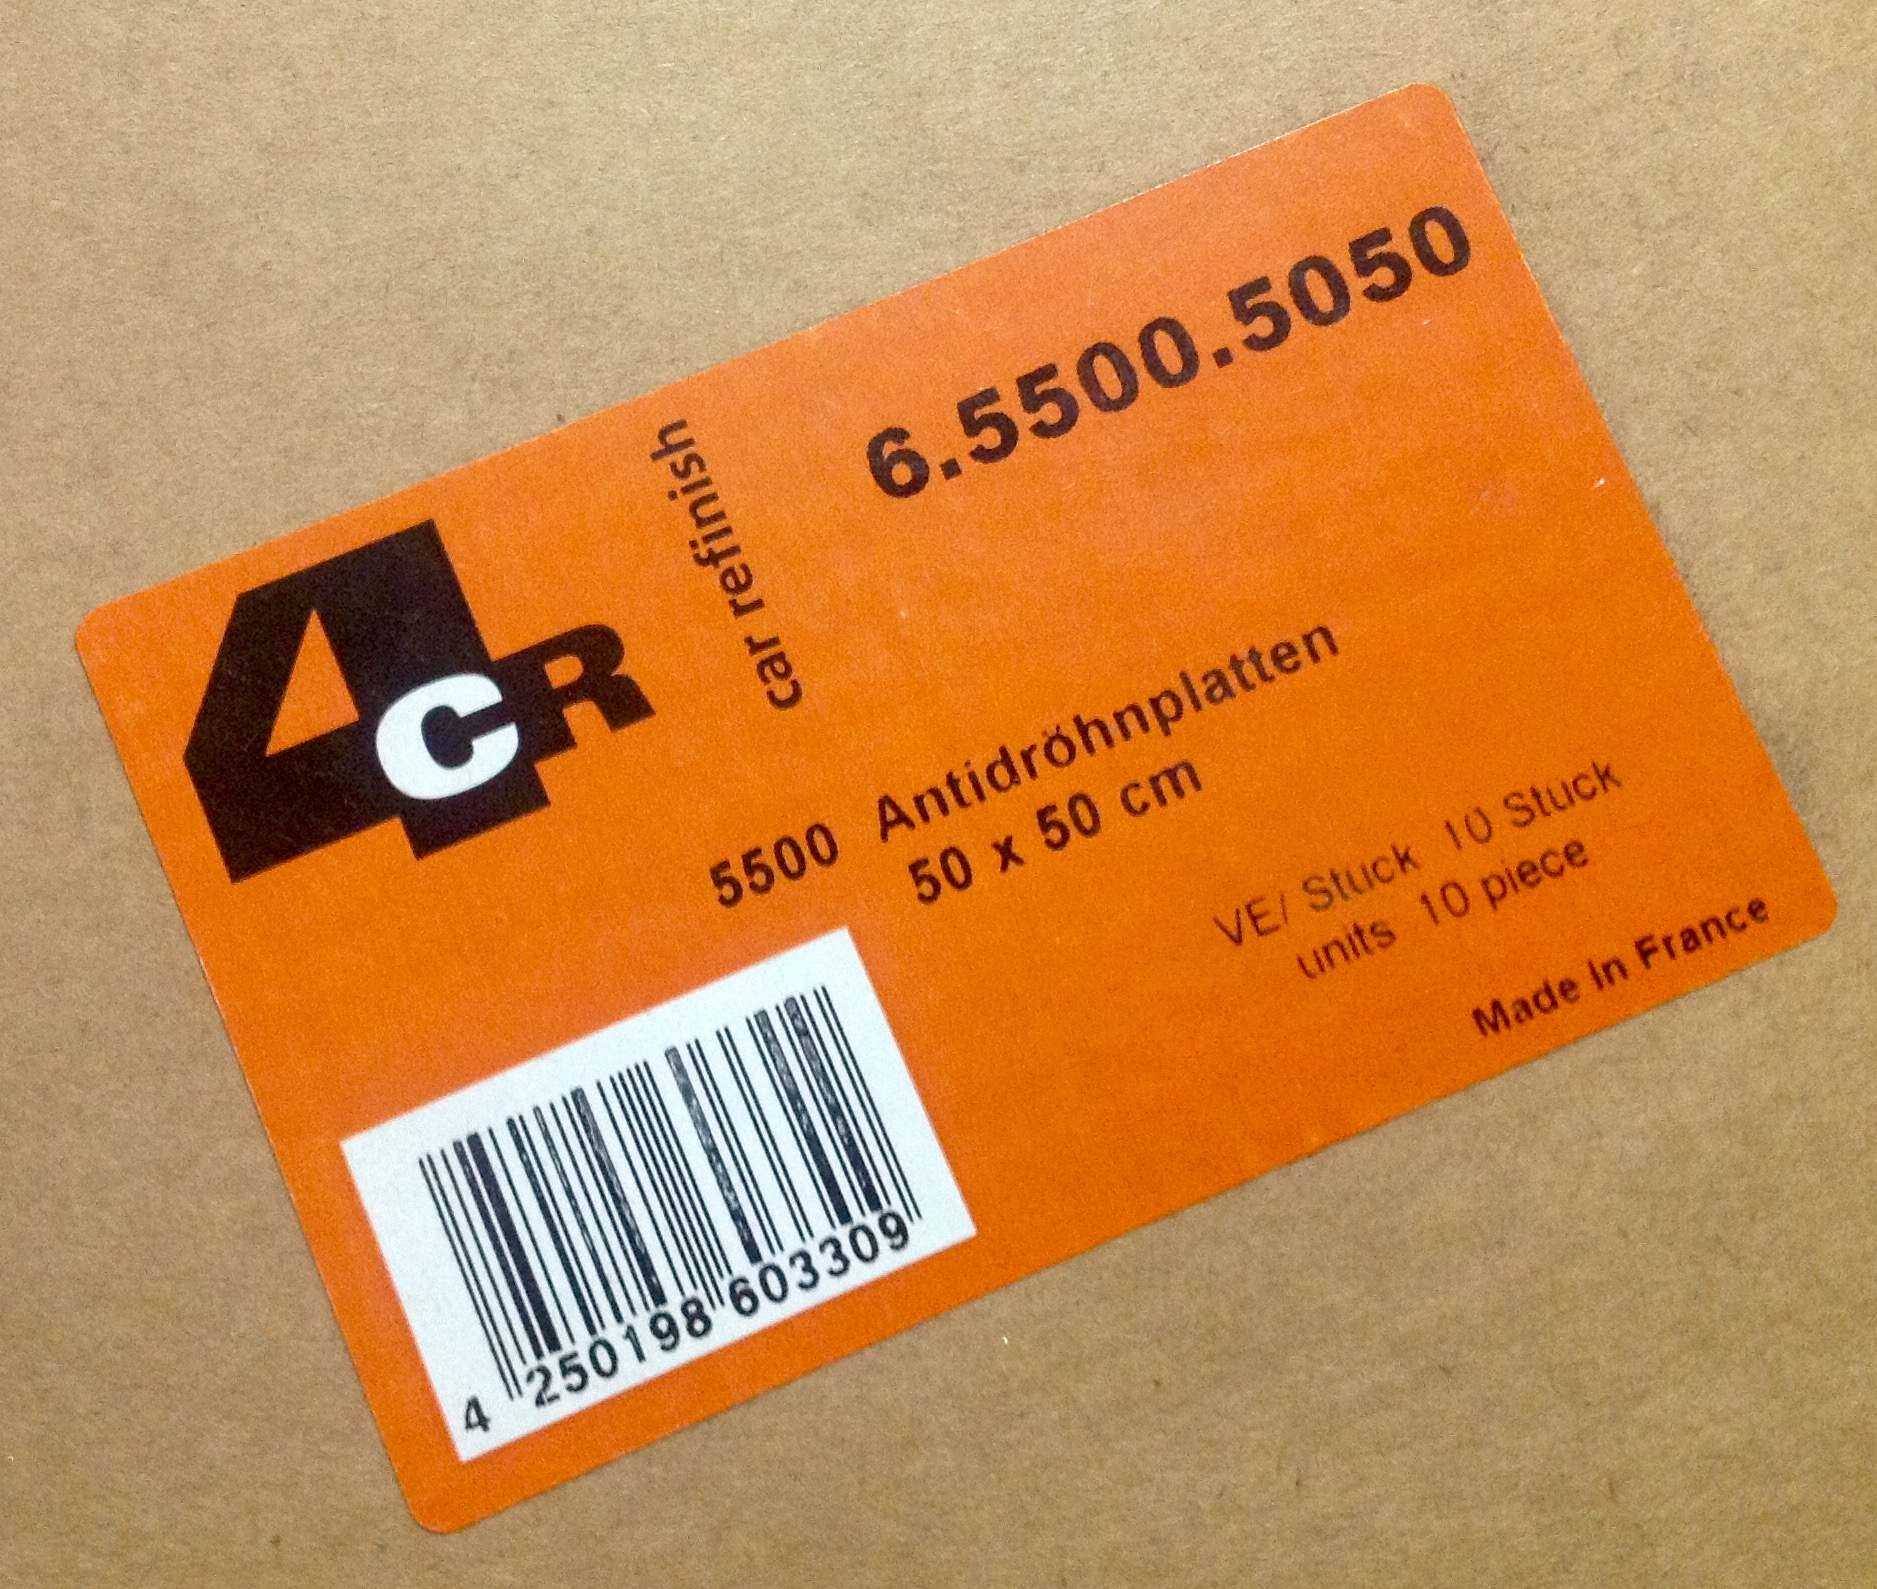 4CR
car refinish
6.5500.5050
5500 Antidröhnplatten
50 x 50 cm
VE/ Stuck 10 Stuck
units 10 piece
Made in France
4 250198 603309